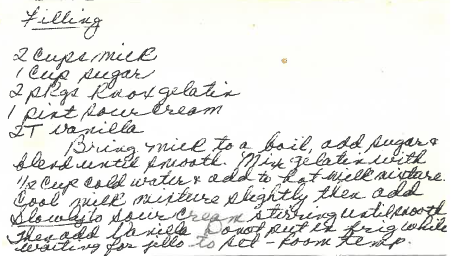 Filling
2 cups milk
1 cup sugar
2 pkgs Knox gelatin
1 pint sour cream
2T vanilla
Bring milk to a boil, add sugar &
blend until smooth. Mix gelatin with
1/2 cup cold water & add to hot milk mixture.
Cool milk mixture slightly then add
slowly to sour cream stirring until smooth
Then add vanilla Do not put in frig while
waiting for jello to set - room temp.